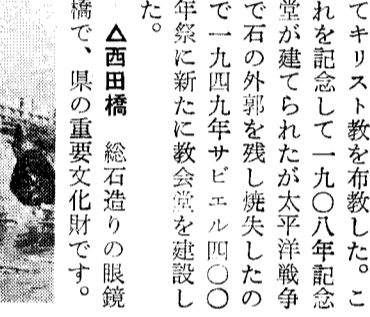 てキリスト教を布教した。こ
れを記念して一九〇八年記念
堂が建てられたが太平洋戦争
で石の外郭を残し焼失したの
で一九四九年サビエル四〇〇
年祭に新たに教会堂を建設し
た。
△西田橋　総石造りの眼鏡
橋で、県の重要文化財です。